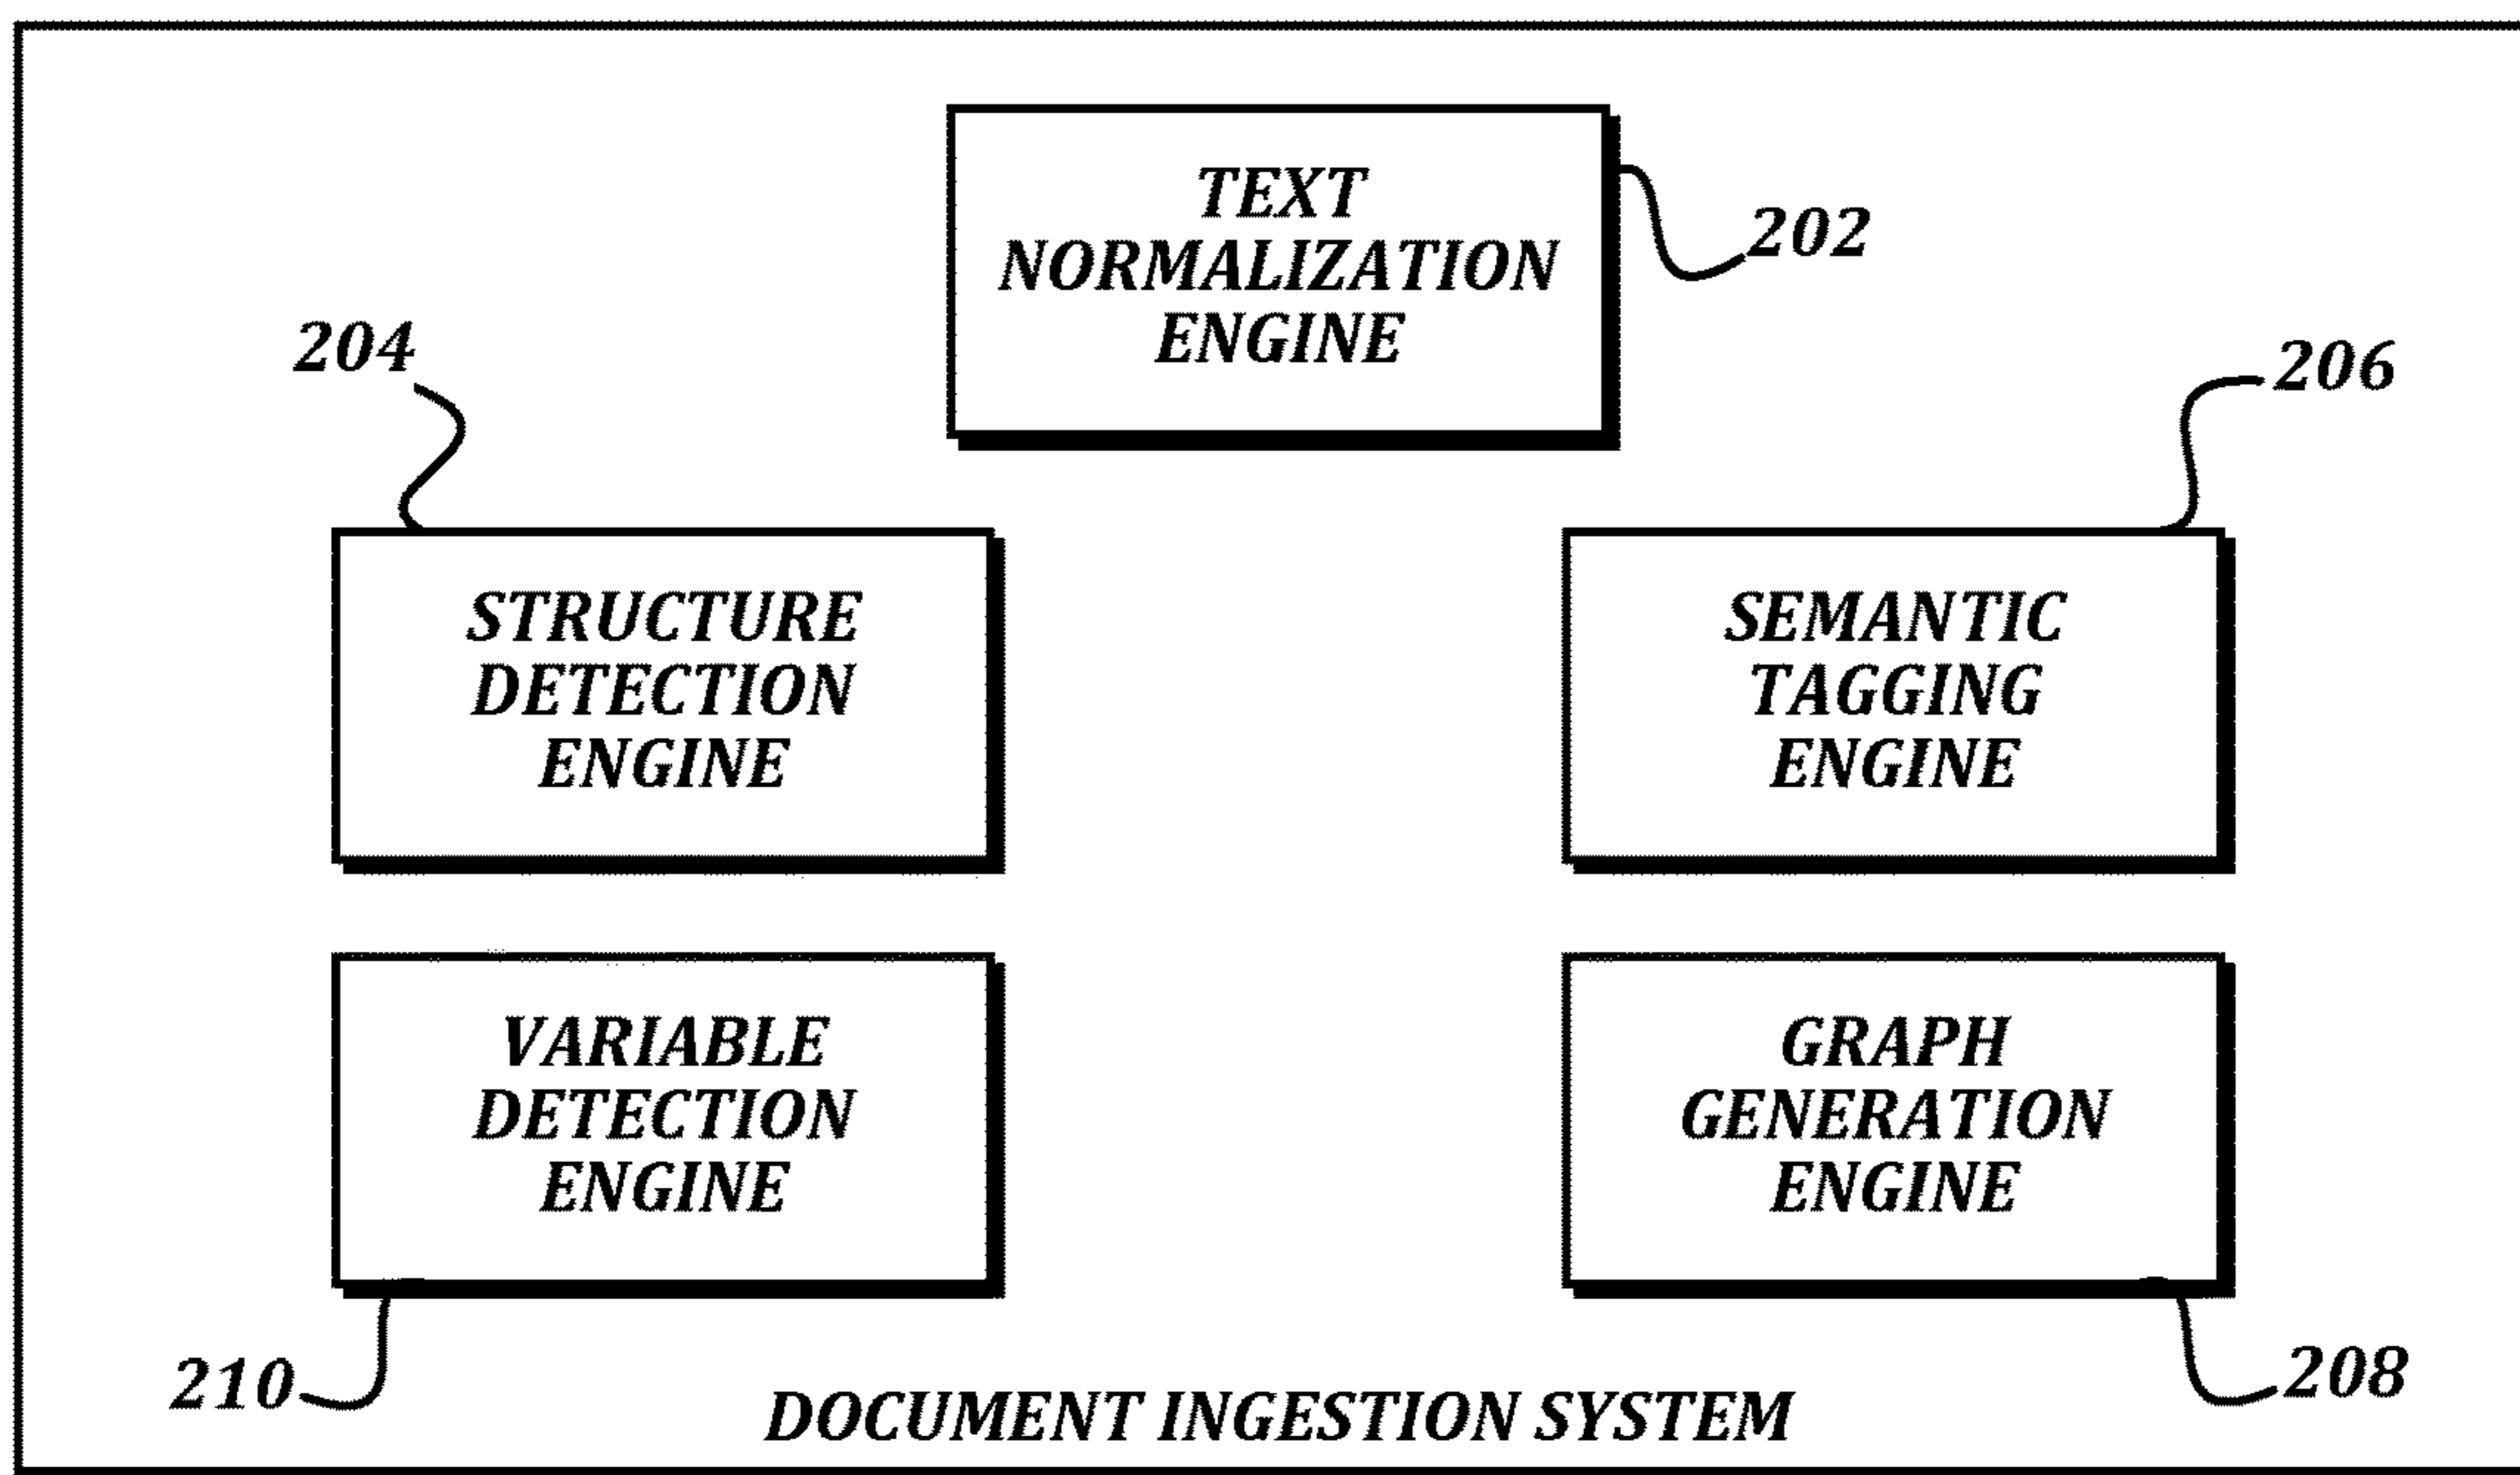 TEXT
NORMALIZATION
ENGINE
202
204
206
STRUCTURE
DETECTION
ENGINE
SEMANTIC
TAGGING
ENGINE
VARIABLE
DETECTION
ENGINE
GRAPH
GENERATION
ENGINE
210
208
DOCUMENT INGESTION SYSTEM